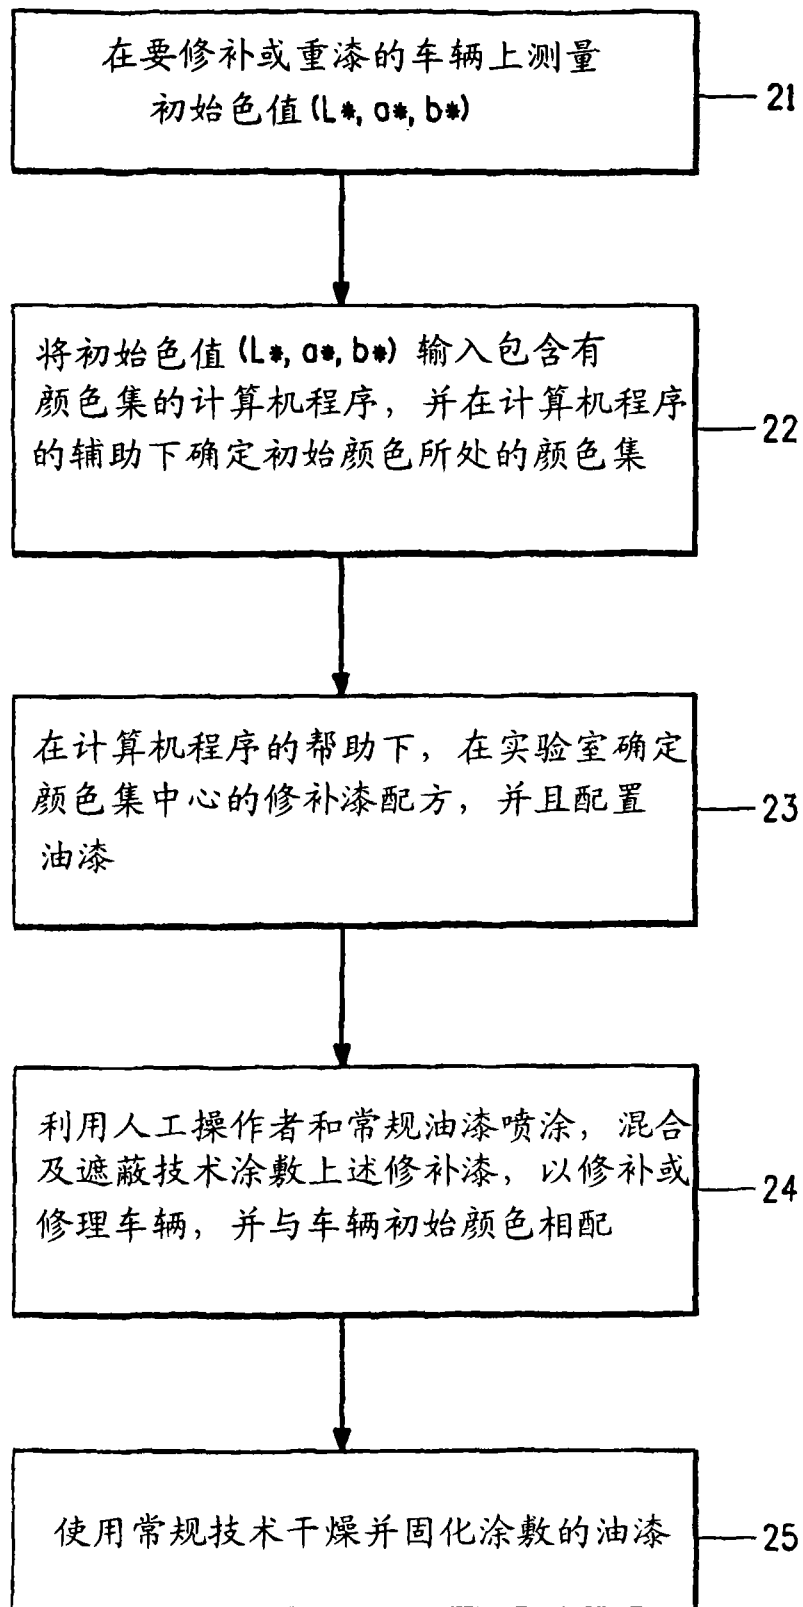 在要修补或重漆的车辆上测量
初始色值(L*, a*, b*)
21
将初始色值(L*, a*, b*) 输入包含有
颜色集的计算机程序，并在计算机程序
的辅助下确定初始颜色所处的颜色集
22
在计算机程序的帮助下，在实验室确定
颜色集中心的修补漆配方，并且配置
油漆
23
利用人工操作者和常规油漆喷涂，混合
及遮蔽技术涂敷上述修补漆，以修补或
修理车辆，并与车辆初始颜色相配
24
使用常规技术干燥并固化涂敷的油漆
25